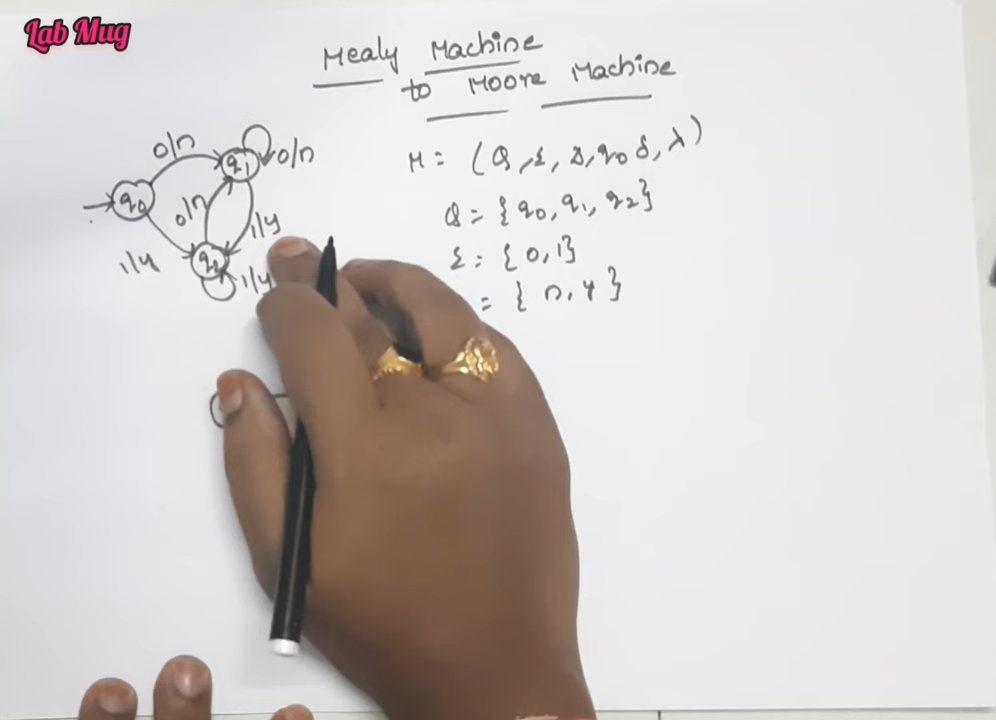 Lab Mug
Mealy Machine
to Moore Machine
M = (Q, Σ, Δ, q0 δ, λ)
Q = {q0, q1, q2}
Σ = {0, 1}
= {n, y}
0/n
q1
0/n
q0
0/n
1/y
1/y
q2
1/y